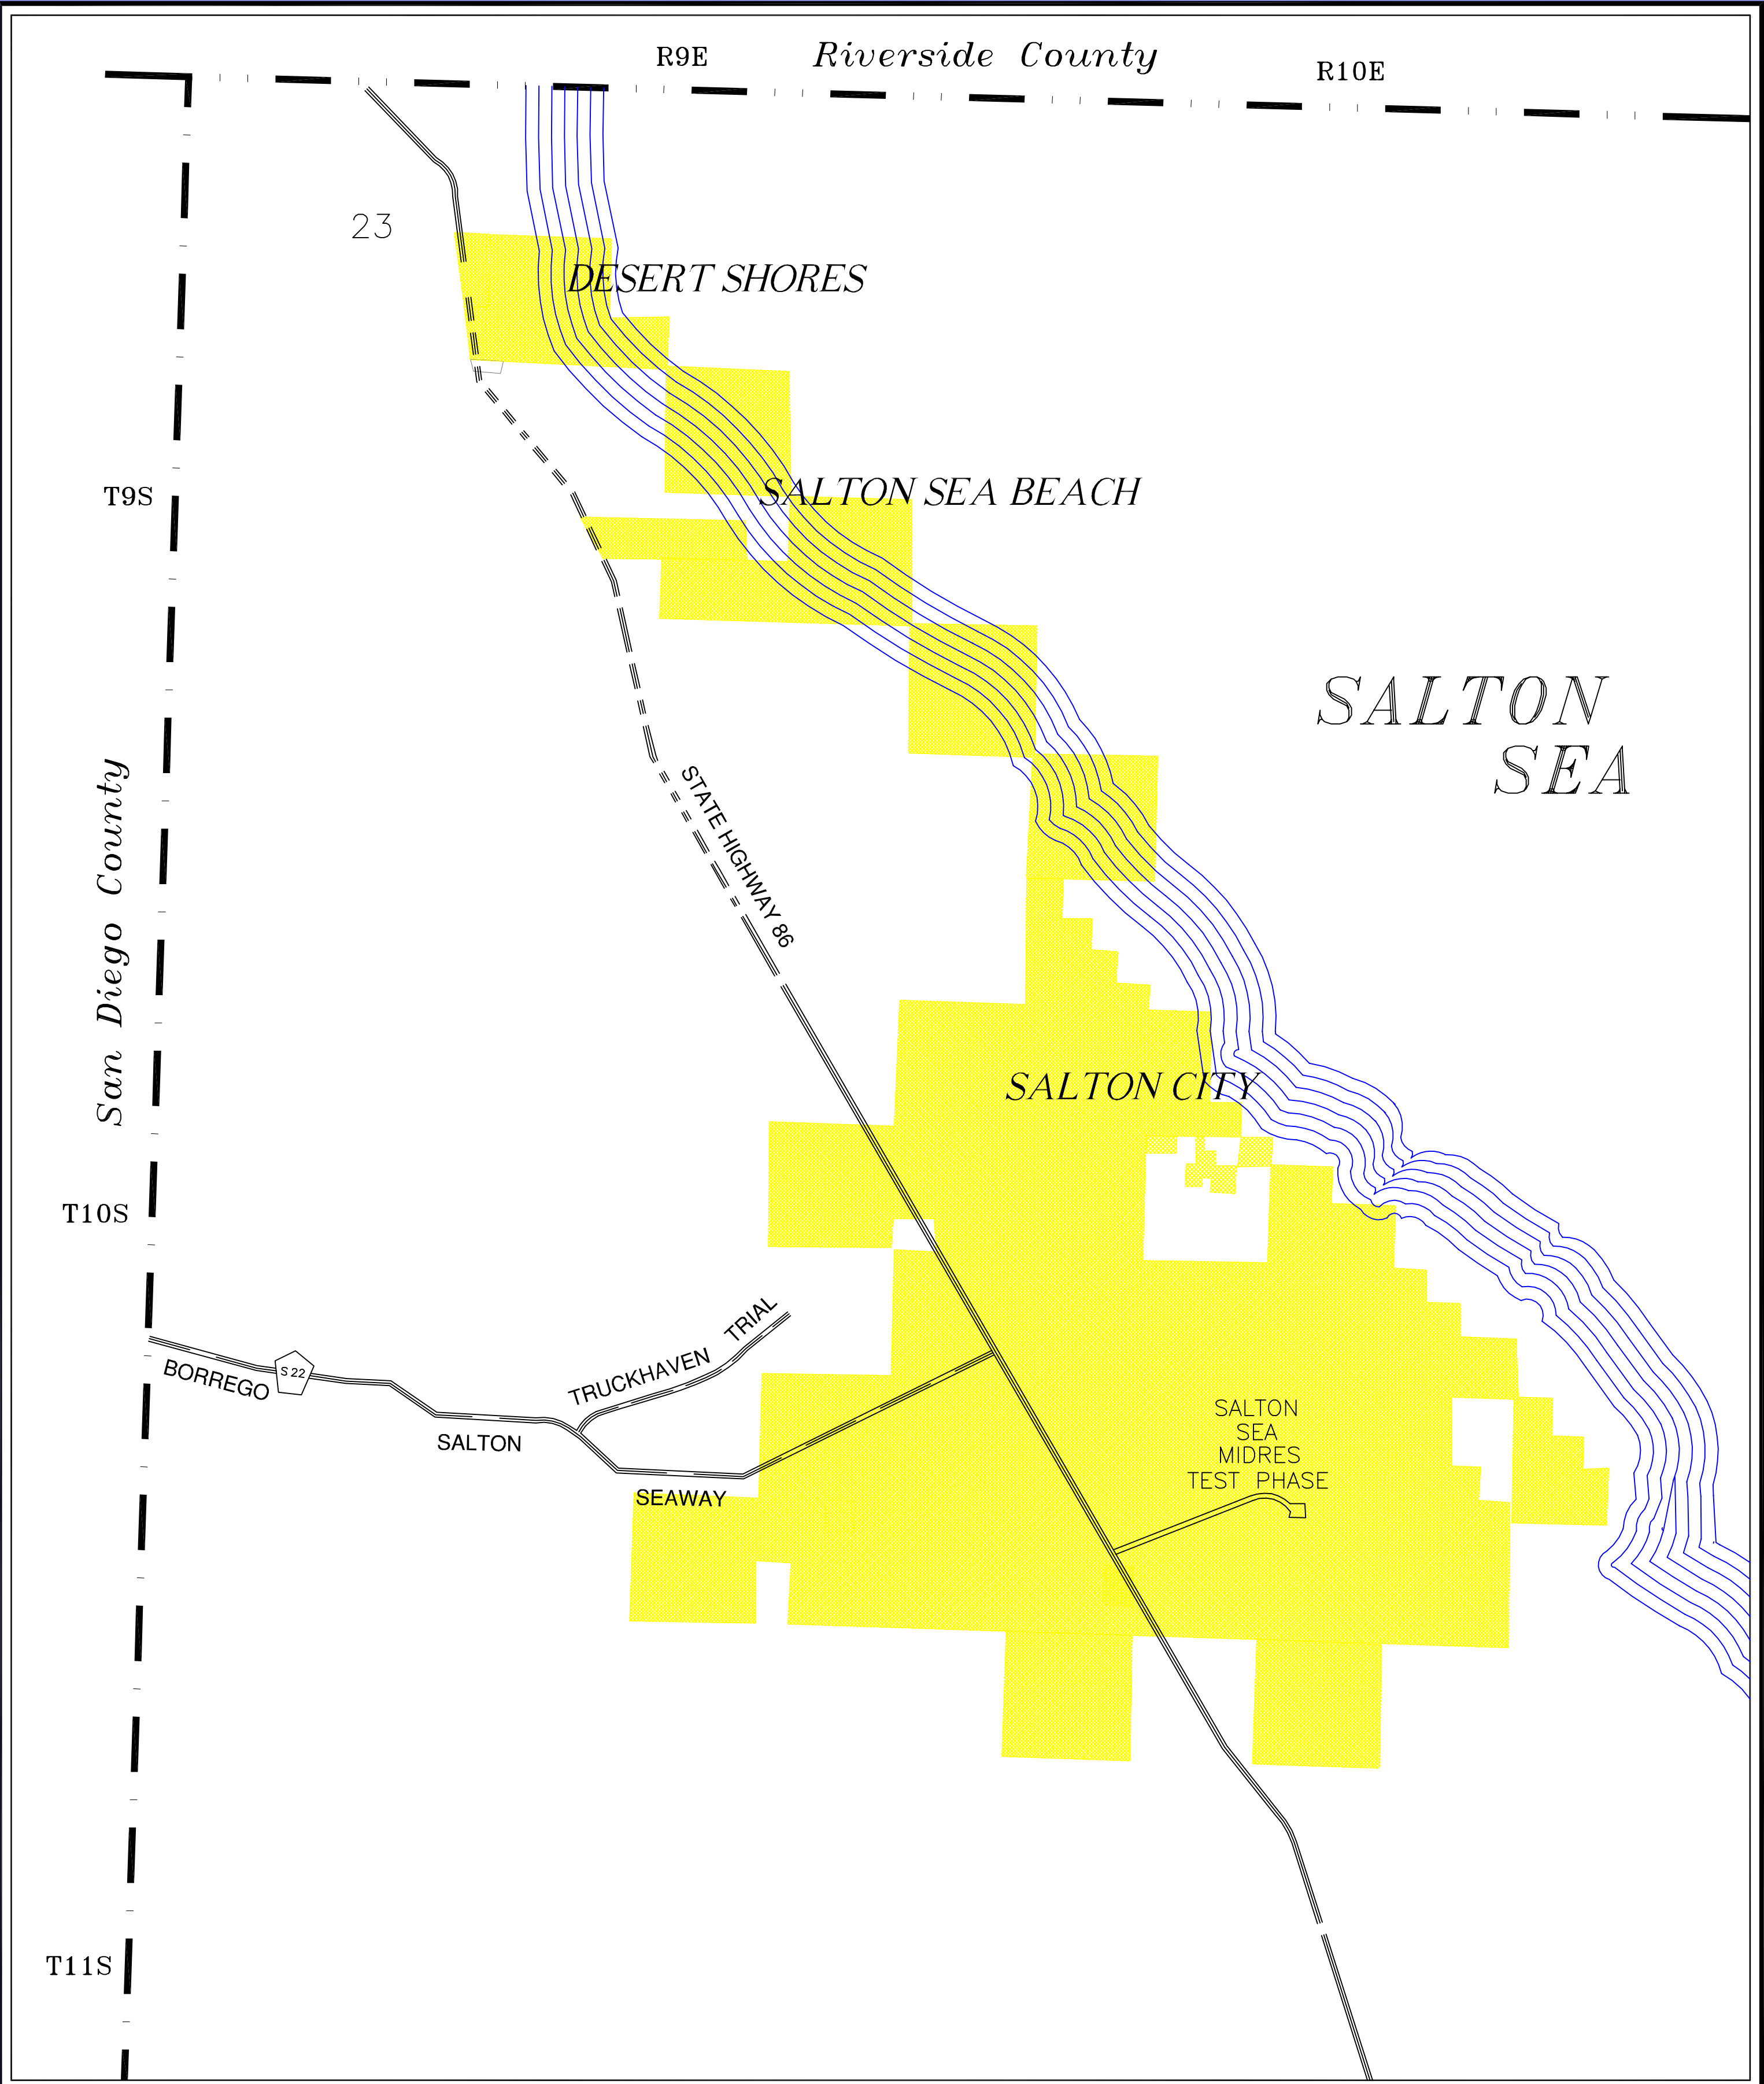 R9E
Riverside County
R10E
23
DESERT SHORES
T9S
SALTON SEA BEACH
SALTON
SEA
San Diego County
STATE HIGHWAY 86
SALTON CITY
T10S
TRUCKHAVEN TRIAL
BORREGO
S 22
SALTON
SEAWAY
SALTON
SEA
MIDRES
TEST PHASE
T11S